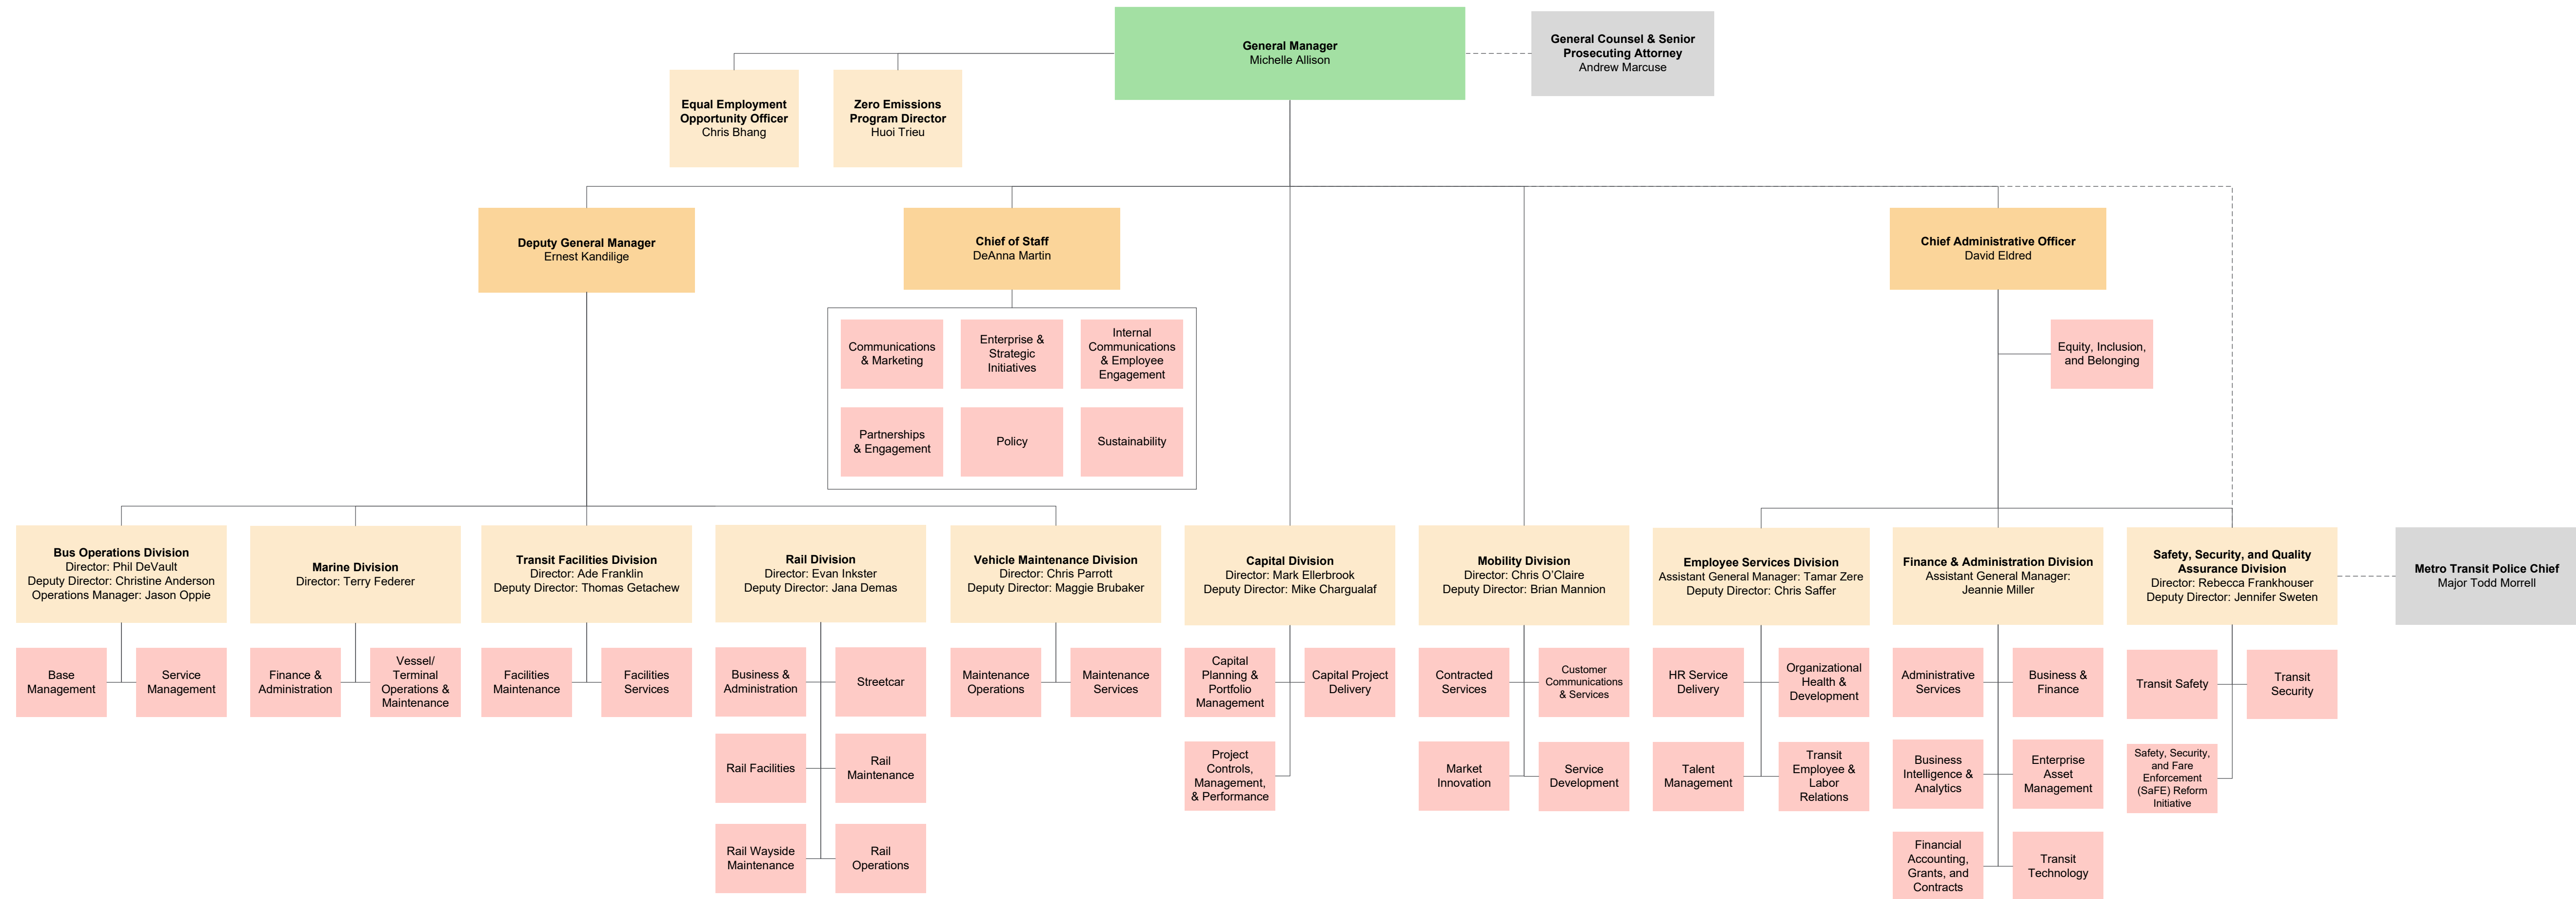 General Manager
Michelle Allison
General Counsel & Senior
Prosecuting Attorney
Andrew Marcuse
Equal Employment
Opportunity Officer
Chris Bhang
Zero Emissions
Program Director
Huoi Trieu
Deputy General Manager
Ernest Kandilige
Chief of Staff
DeAnna Martin
Chief Administrative Officer
David Eldred
Communications
& Marketing
Enterprise &
Strategic
Initiatives
Internal
Communications
& Employee
Engagement
Partnerships
& Engagement
Policy
Sustainability
Equity, Inclusion,
and Belonging
Bus Operations Division
Director: Phil DeVault
Deputy Director: Christine Anderson
Operations Manager: Jason Oppie
Marine Division
Director: Terry Federer
Transit Facilities Division
Director: Ade Franklin
Deputy Director: Thomas Getachew
Rail Division
Director: Evan Inkster
Deputy Director: Jana Demas
Vehicle Maintenance Division
Director: Chris Parrott
Deputy Director: Maggie Brubaker
Capital Division
Director: Mark Ellerbrook
Deputy Director: Mike Chargualaf
Mobility Division
Director: Chris O’Claire
Deputy Director: Brian Mannion
Employee Services Division
Assistant General Manager: Tamar Zere
Deputy Director: Chris Saffer
Finance & Administration Division
Assistant General Manager:
Jeannie Miller
Safety, Security, and Quality
Assurance Division
Director: Rebecca Frankhouser
Deputy Director: Jennifer Sweten
Metro Transit Police Chief
Major Todd Morrell
Base
Management
Service
Management
Finance &
Administration
Vessel/
Terminal
Operations &
Maintenance
Facilities
Maintenance
Facilities
Services
Business &
Administration
Streetcar
Rail Facilities
Rail
Maintenance
Rail Wayside
Maintenance
Rail
Operations
Maintenance
Operations
Maintenance
Services
Capital
Planning &
Portfolio
Management
Capital Project
Delivery
Project
Controls,
Management,
& Performance
Contracted
Services
Customer
Communications
& Services
Market
Innovation
Service
Development
HR Service
Delivery
Organizational
Health &
Development
Talent
Management
Transit
Employee &
Labor
Relations
Administrative
Services
Business &
Finance
Business
Intelligence &
Analytics
Enterprise
Asset
Management
Financial
Accounting,
Grants, and
Contracts
Transit
Technology
Transit Safety
Transit
Security
Safety, Security,
and Fare
Enforcement
(SaFE) Reform
Initiative